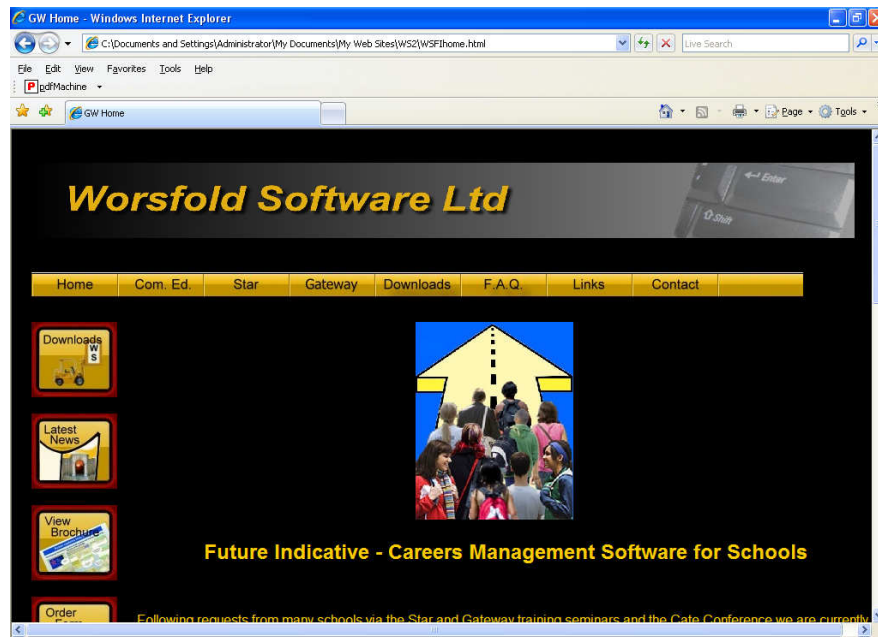 GW Home - Windows Internet Explorer
C:\Documents and Settings\Administrator\My Documents\My Web Sites\WS2\WSFIhome.html
Live Search
File Edit View Favorites Tools Help
pdfMachine
GW Home
Page Tools
Worsfold Software Ltd
Enter
Shift
Home Com. Ed. Star Gateway Downloads F.A.Q. Links Contact
Downloads
W
S
Latest
News
View
Brochure
Future Indicative - Careers Management Software for Schools
Order
Form
Following requests from many schools via the Star and Gateway training seminars and the Cate Conference we are currently